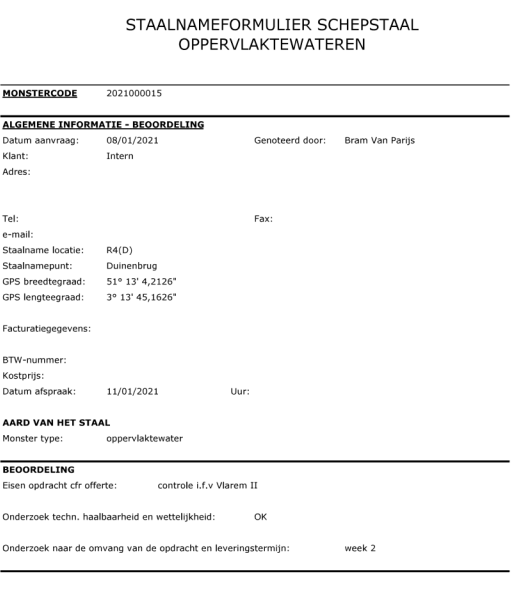 STAALNAMEFORMULIER SCHEPSTAAL
OPPERVLAKTEWATEREN
MONSTERCODE 2021000015
ALGEMENE INFORMATIE - BEOORDELING
Datum aanvraag: 08/01/2021 Genoteerd door: Bram Van Parijs
Klant: Intern
Adres:
Tel: Fax:
e-mail:
Staalname locatie: R4(D)
Staalnamepunt: Duinenbrug
GPS breedtegraad: 51° 13' 4,2126"
GPS lengteegraad: 3° 13' 45,1626"
Facturatiegegevens:
BTW-nummer:
Kostprijs:
Datum afspraak: 11/01/2021 Uur:
AARD VAN HET STAAL
Monster type: oppervlaktewater
BEOORDELING
Eisen opdracht cfr offerte: controle i.f.v Vlarem II
Onderzoek techn. haalbaarheid en wettelijkheid: OK
Onderzoek naar de omvang van de opdracht en leveringstermijn: week 2